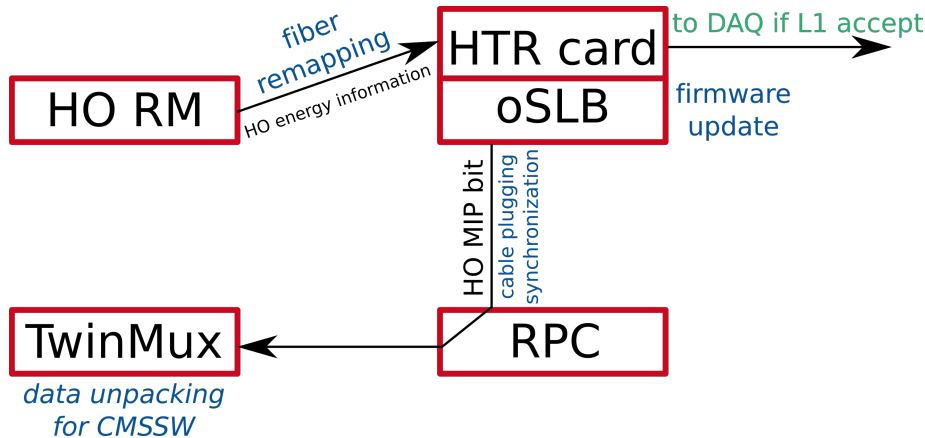 fiber
remapping
to DAQ if L1 accept
HTR card
HO RM
HO energy information
oSLB
firmware
update
HO MIP bit
cable plugging
synchronization
TwinMux
RPC
data unpacking
for CMSSW